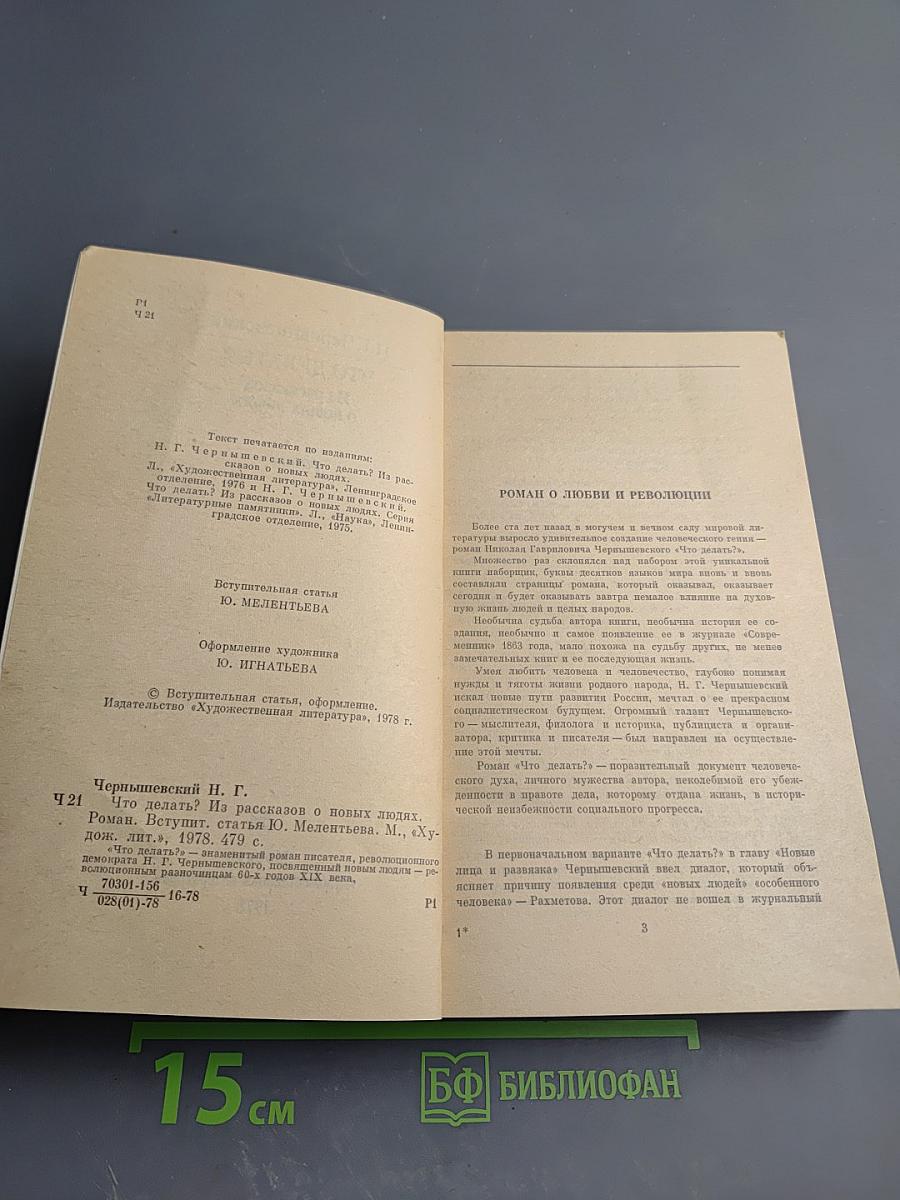 Р1
Ч 21
Текст печатается по изданиям:
Н. Г. Чернышевский. Что делать? Из рас-
сказов о новых людях.
Л., «Художественная литература», Ленинградское
отделение, 1976 и Н. Г. Чернышевский.
Что делать? Из рассказов о новых людях. Серия
«Литературные памятники». Л., «Наука», Ленин-
градское отделение, 1975.
Вступительная статья
Ю. МЕЛЕНТЬЕВА
Оформление художника
Ю. ИГНАТЬЕВА
© Вступительная статья, оформление.
Издательство «Художественная литература», 1978 г.
Чернышевский Н. Г.
Ч 21 Что делать? Из рассказов о новых людях.
Роман. Вступит. статья Ю. Мелентьева. М., «Ху-
дож. лит.», 1978. 479 с.
«Что делать?» — знаменитый роман писателя, революционного
демократа Н. Г. Чернышевского, посвященный новым людям — ре-
волюционным разночинцам 60-х годов XIX века,
Ч 70301-156
028(01)-78 16-78
Р1
РОМАН О ЛЮБВИ И РЕВОЛЮЦИИ
Более ста лет назад в могучем и вечном саду мировой ли-
тературы выросло удивительное создание человеческого гения —
роман Николая Гавриловича Чернышевского «Что делать?».
Множество раз склонялся над набором этой уникальной
книги наборщик, буквы десятков языков мира вновь и вновь
составляли страницы романа, который оказывал, оказывает
сегодня и будет оказывать завтра немалое влияние на духов-
ную жизнь людей и целых народов.
Необычна судьба автора книги, необычна история ее со-
здания, необычно и самое появление ее в журнале «Совре-
менник» 1863 года, мало похожа на судьбу других, не менее
замечательных книг и ее последующая жизнь.
Умея любить человека и человечество, глубоко понимая
нужды и тяготы жизни родного народа, Н. Г. Чернышевский
искал новые пути развития России, мечтал о ее прекрасном
социалистическом будущем. Огромный талант Чернышевско-
го — мыслителя, филолога и историка, публициста и органи-
затора, критика и писателя — был направлен на осуществле-
ние этой мечты.
Роман «Что делать?» — поразительный документ человече-
ского духа, личного мужества автора, неколебимой его убеж-
денности в правоте дела, которому отдана жизнь, в истори-
ческой неизбежности социального прогресса.
В первоначальном варианте «Что делать?» в главу «Новые
лица и развязка» Чернышевский ввел диалог, который объ-
ясняет причину появления среди «новых людей» «особенного
человека» — Рахметова. Этот диалог не вошел в журнальный
1*
3
15 см
БФ БИБЛИОФАН